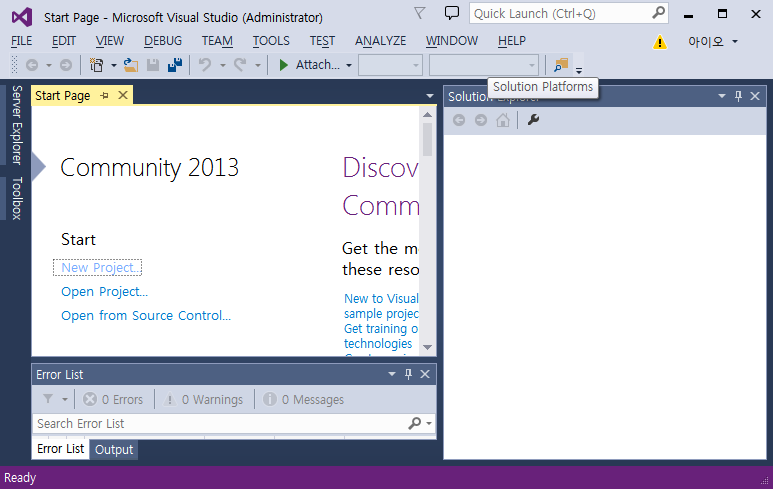 Start Page - Microsoft Visual Studio (Administrator)
Quick Launch (Ctrl+Q)
FILE EDIT VIEW DEBUG TEAM TOOLS TEST ANALYZE WINDOW HELP
아이오
Attach...
Solution Platforms
Server Explorer
Toolbox
Start Page
Community 2013
Start
New Project...
Open Project...
Open from Source Control...
Discov
Comm
Get the m
these reso
New to Visual
sample projec
Get training o
technologies
Solution Explorer
Error List
0 Errors 0 Warnings 0 Messages
Search Error List
Error List Output
Ready